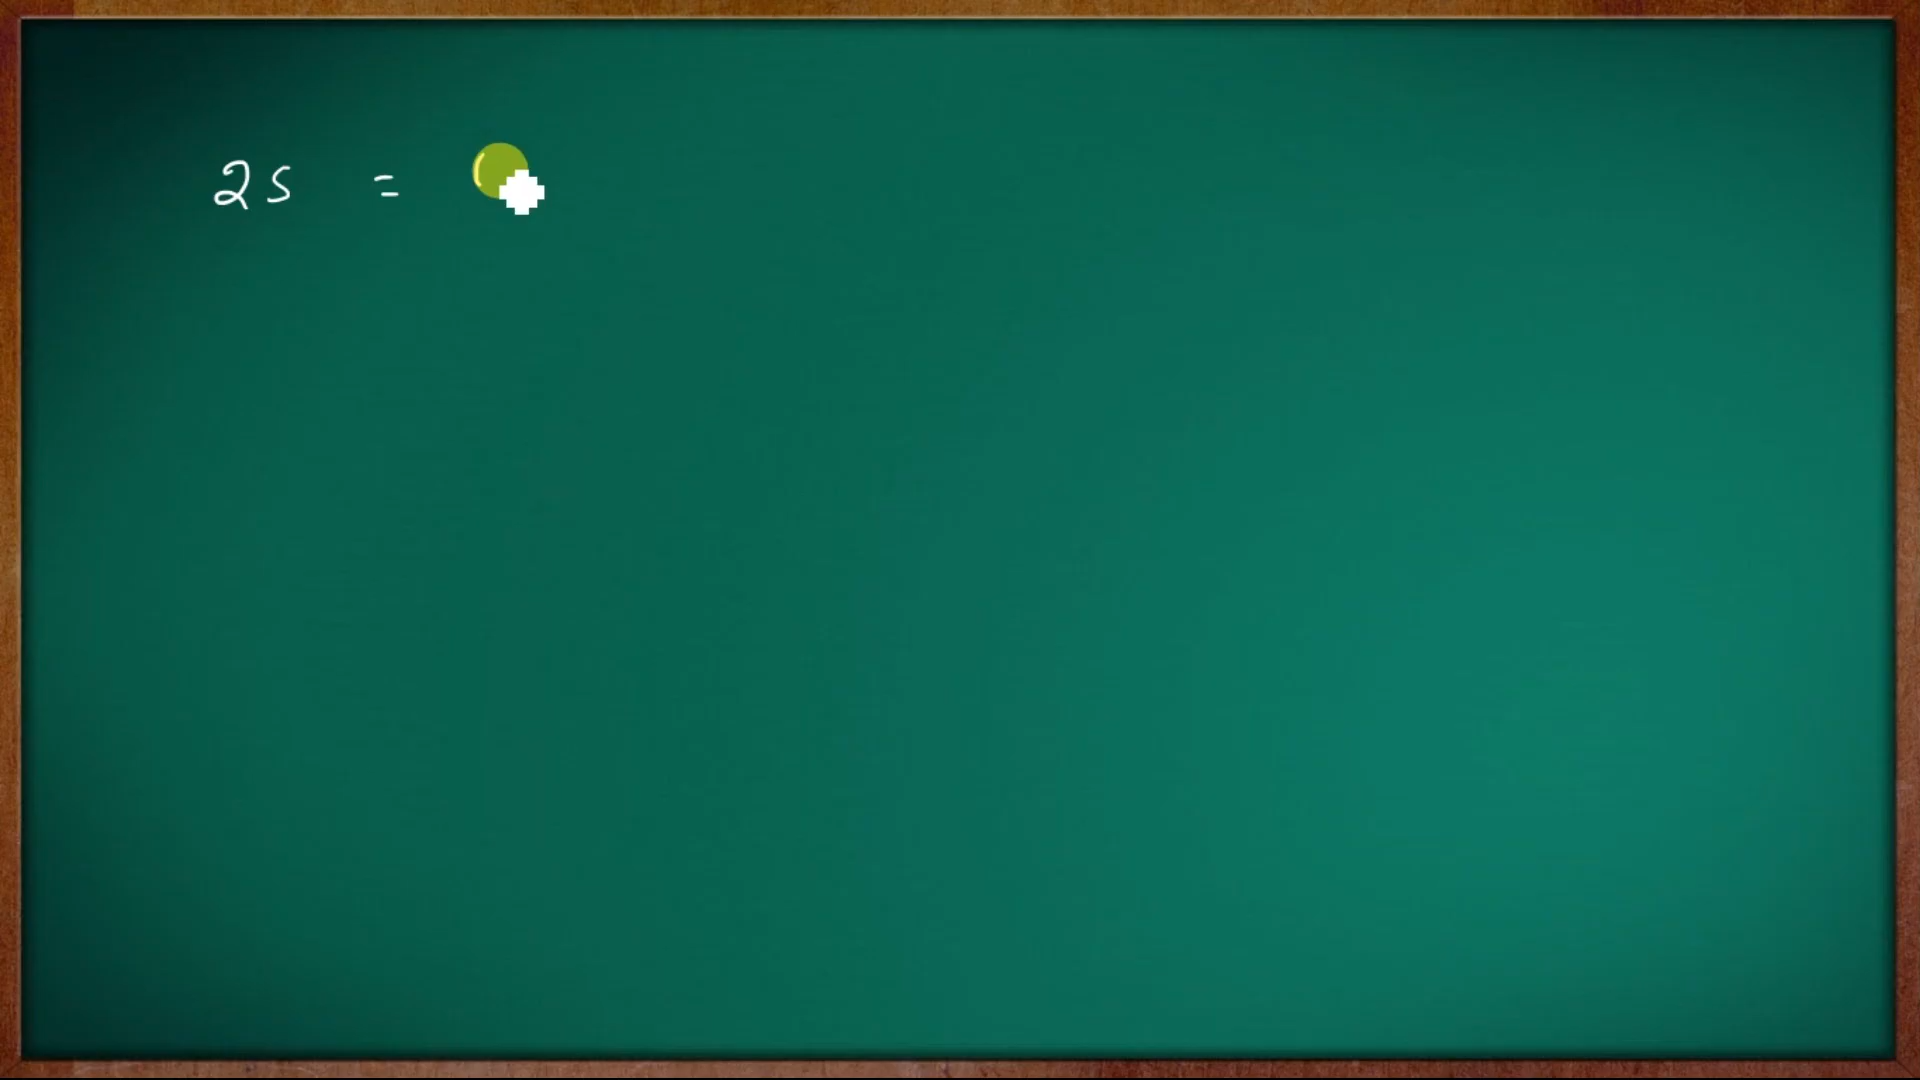 2s = (